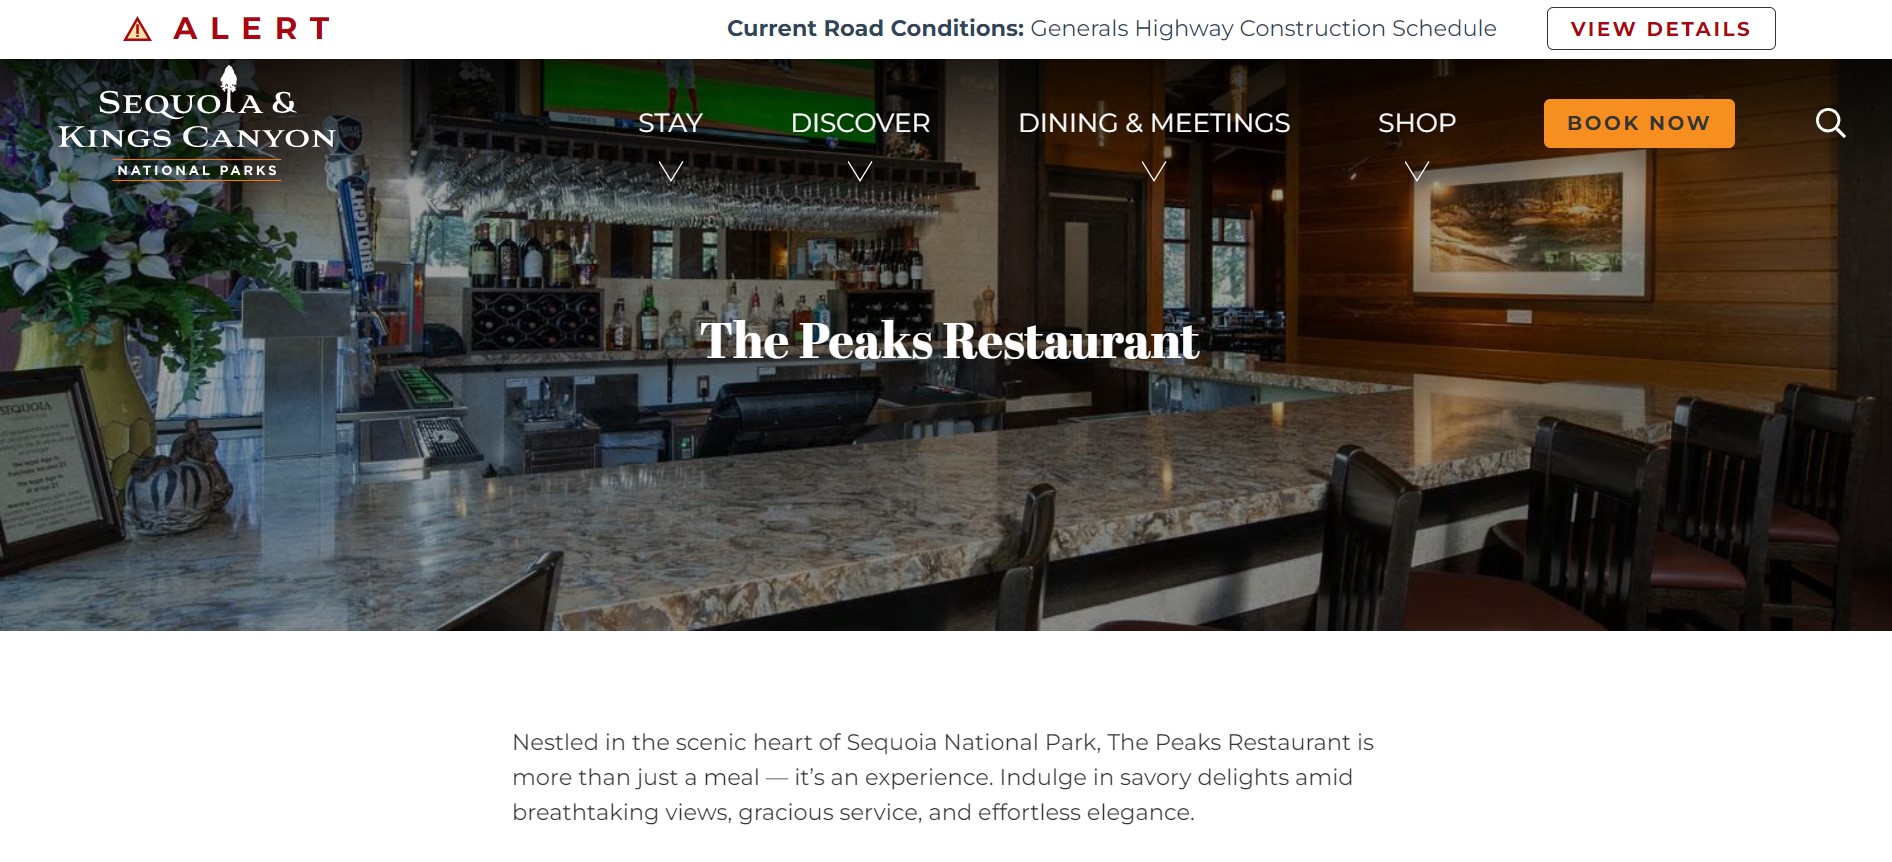 ALERT
Current Road Conditions: Generals Highway Construction Schedule
VIEW DETAILS
SEQUOIA &
KINGS CANYON
NATIONAL PARKS
STAY
DISCOVER
DINING & MEETINGS
SHOP
BOOK NOW
BUD LIGHT
The Peaks Restaurant
SEQUOIA
Nestled in the scenic heart of Sequoia National Park, The Peaks Restaurant is
more than just a meal — it's an experience. Indulge in savory delights amid
breathtaking views, gracious service, and effortless elegance.